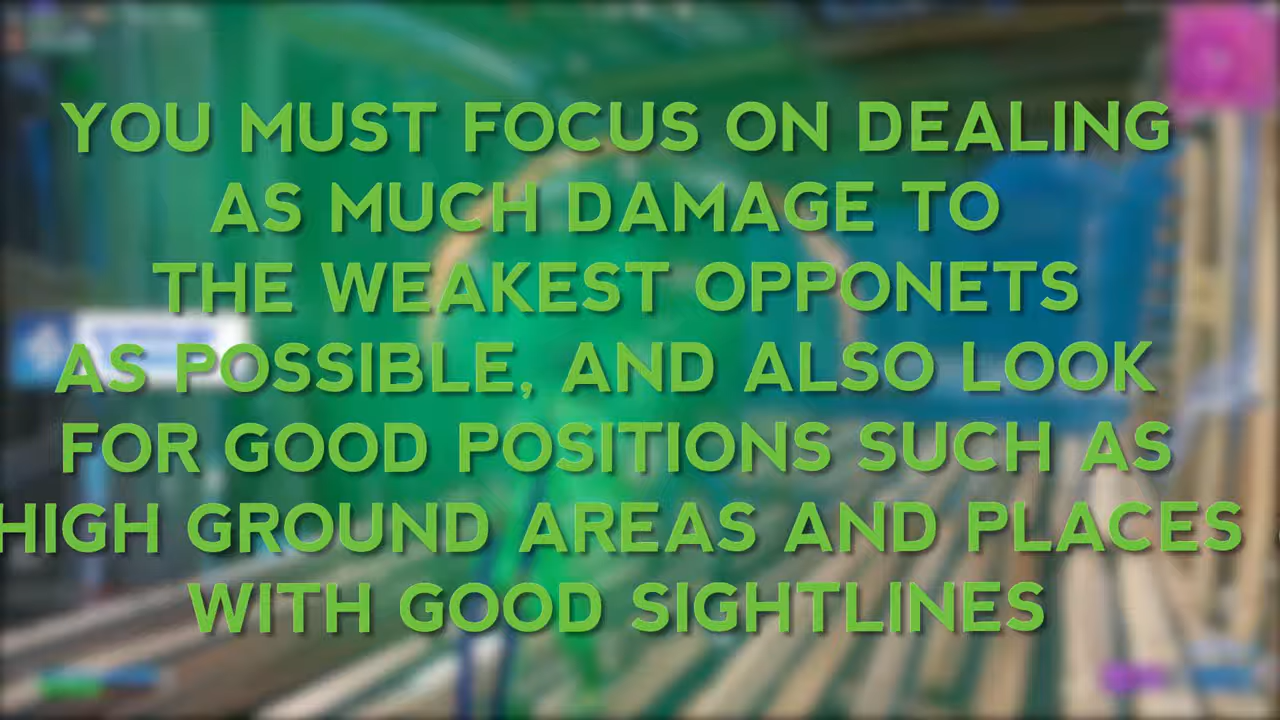 YOU MUST FOCUS ON DEALING
AS MUCH DAMAGE TO
THE WEAKEST OPPONETS
AS POSSIBLE, AND ALSO LOOK
FOR GOOD POSITIONS SUCH AS
HIGH GROUND AREAS AND PLACES
WITH GOOD SIGHTLINES